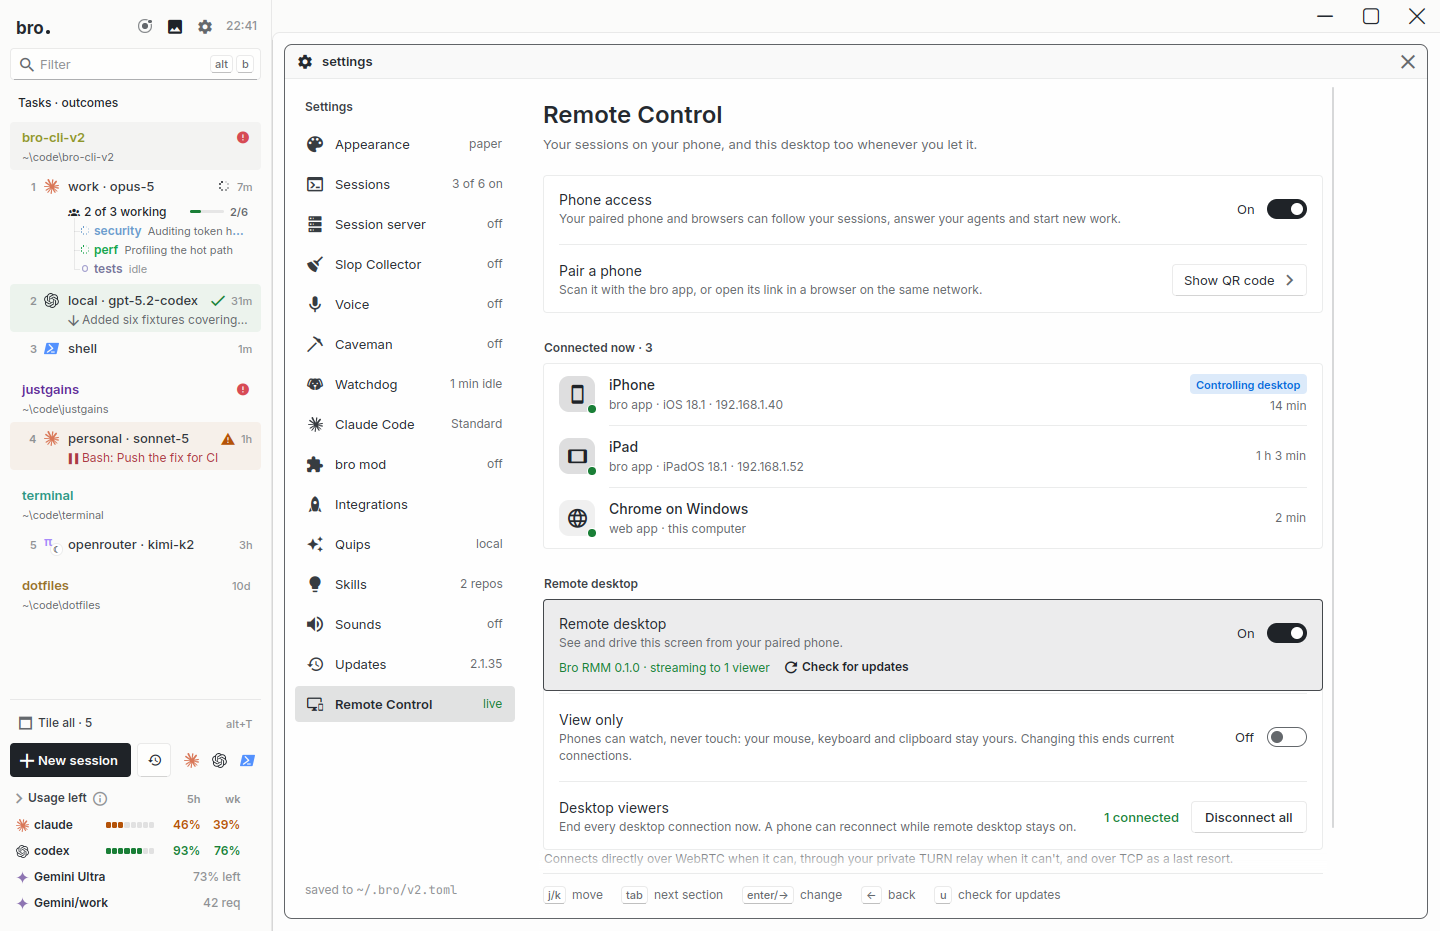 bro.
22:41
Filter
alt b
Tasks · outcomes
bro-cli-v2
~\code\bro-cli-v2
1 work · opus-5 7m
2 of 3 working 2/6
security Auditing token h...
perf Profiling the hot path
tests idle
2 local · gpt-5.2-codex 31m
Added six fixtures covering...
3 shell 1m
justgains
~\code\justgains
4 personal · sonnet-5 1h
Bash: Push the fix for CI
terminal
~\code\terminal
5 openrouter · kimi-k2 3h
dotfiles 10d
~\code\dotfiles
Tile all · 5 alt+T
New session
Usage left 5h wk
claude 46% 39%
codex 93% 76%
Gemini Ultra 73% left
Gemini/work 42 req
settings
Settings
Appearance paper
Sessions 3 of 6 on
Session server off
Slop Collector off
Voice off
Caveman off
Watchdog 1 min idle
Claude Code Standard
bro mod off
Integrations
Quips local
Skills 2 repos
Sounds off
Updates 2.1.35
Remote Control live
saved to ~/.bro/v2.toml
Remote Control
Your sessions on your phone, and this desktop too whenever you let it.
Phone access
Your paired phone and browsers can follow your sessions, answer your agents and start new work.
On
Pair a phone
Scan it with the bro app, or open its link in a browser on the same network.
Show QR code
Connected now · 3
iPhone
bro app · iOS 18.1 · 192.168.1.40
Controlling desktop
14 min
iPad
bro app · iPadOS 18.1 · 192.168.1.52
1 h 3 min
Chrome on Windows
web app · this computer
2 min
Remote desktop
Remote desktop
See and drive this screen from your paired phone.
Bro RMM 0.1.0 · streaming to 1 viewer Check for updates
On
View only
Phones can watch, never touch: your mouse, keyboard and clipboard stay yours. Changing this ends current
connections.
Off
Desktop viewers
End every desktop connection now. A phone can reconnect while remote desktop stays on.
1 connected Disconnect all
Connects directly over WebRTC when it can, through your private TURN relay when it can't, and over TCP as a last resort.
j/k move tab next section enter/→ change ← back u check for updates